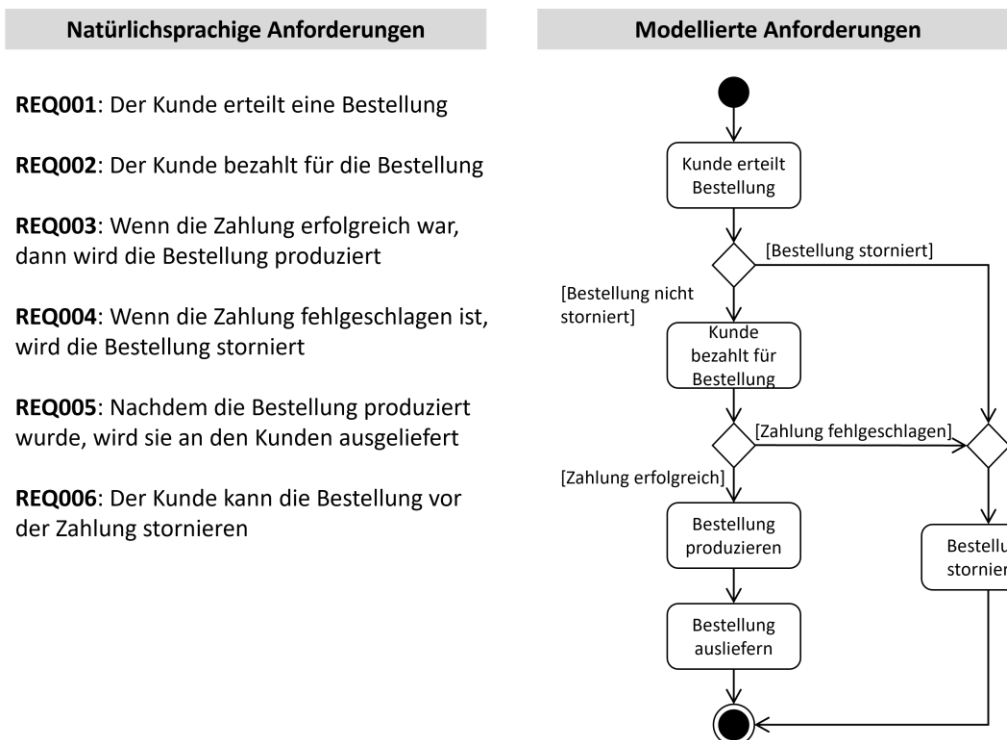 Natürlichsprachige Anforderungen
REQ001: Der Kunde erteilt eine Bestellung
REQ002: Der Kunde bezahlt für die Bestellung
REQ003: Wenn die Zahlung erfolgreich war,
dann wird die Bestellung produziert
REQ004: Wenn die Zahlung fehlgeschlagen ist,
wird die Bestellung storniert
REQ005: Nachdem die Bestellung produziert
wurde, wird sie an den Kunden ausgeliefert
REQ006: Der Kunde kann die Bestellung vor
der Zahlung stornieren
Modellierte Anforderungen
Kunde erteilt
Bestellung
[Bestellung storniert]
[Bestellung nicht
storniert]
Kunde
bezahlt für
Bestellung
[Zahlung fehlgeschlagen]
[Zahlung erfolgreich]
Bestellung
produzieren
Bestellu
stornier
Bestellung
ausliefern